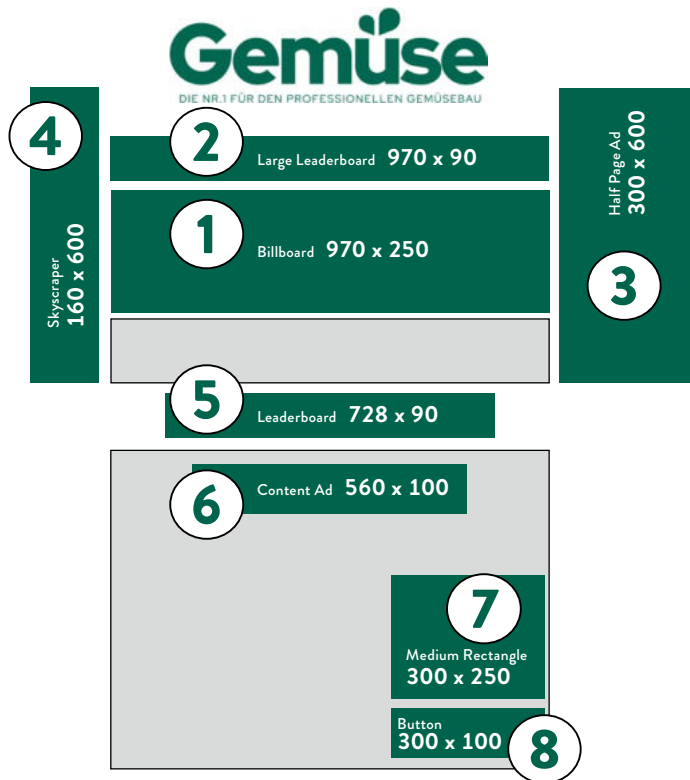 Gemüse
DIE NR.1 FÜR DEN PROFESSIONELLEN GEMÜSEBAU
4
Skyscraper
160 x 600
2
Large Leaderboard 970 x 90
1
Billboard 970 x 250
Half Page Ad
300 x 600
3
5
Leaderboard 728 x 90
6
Content Ad 560 x 100
7
Medium Rectangle
300 x 250
Button
300 x 100
8